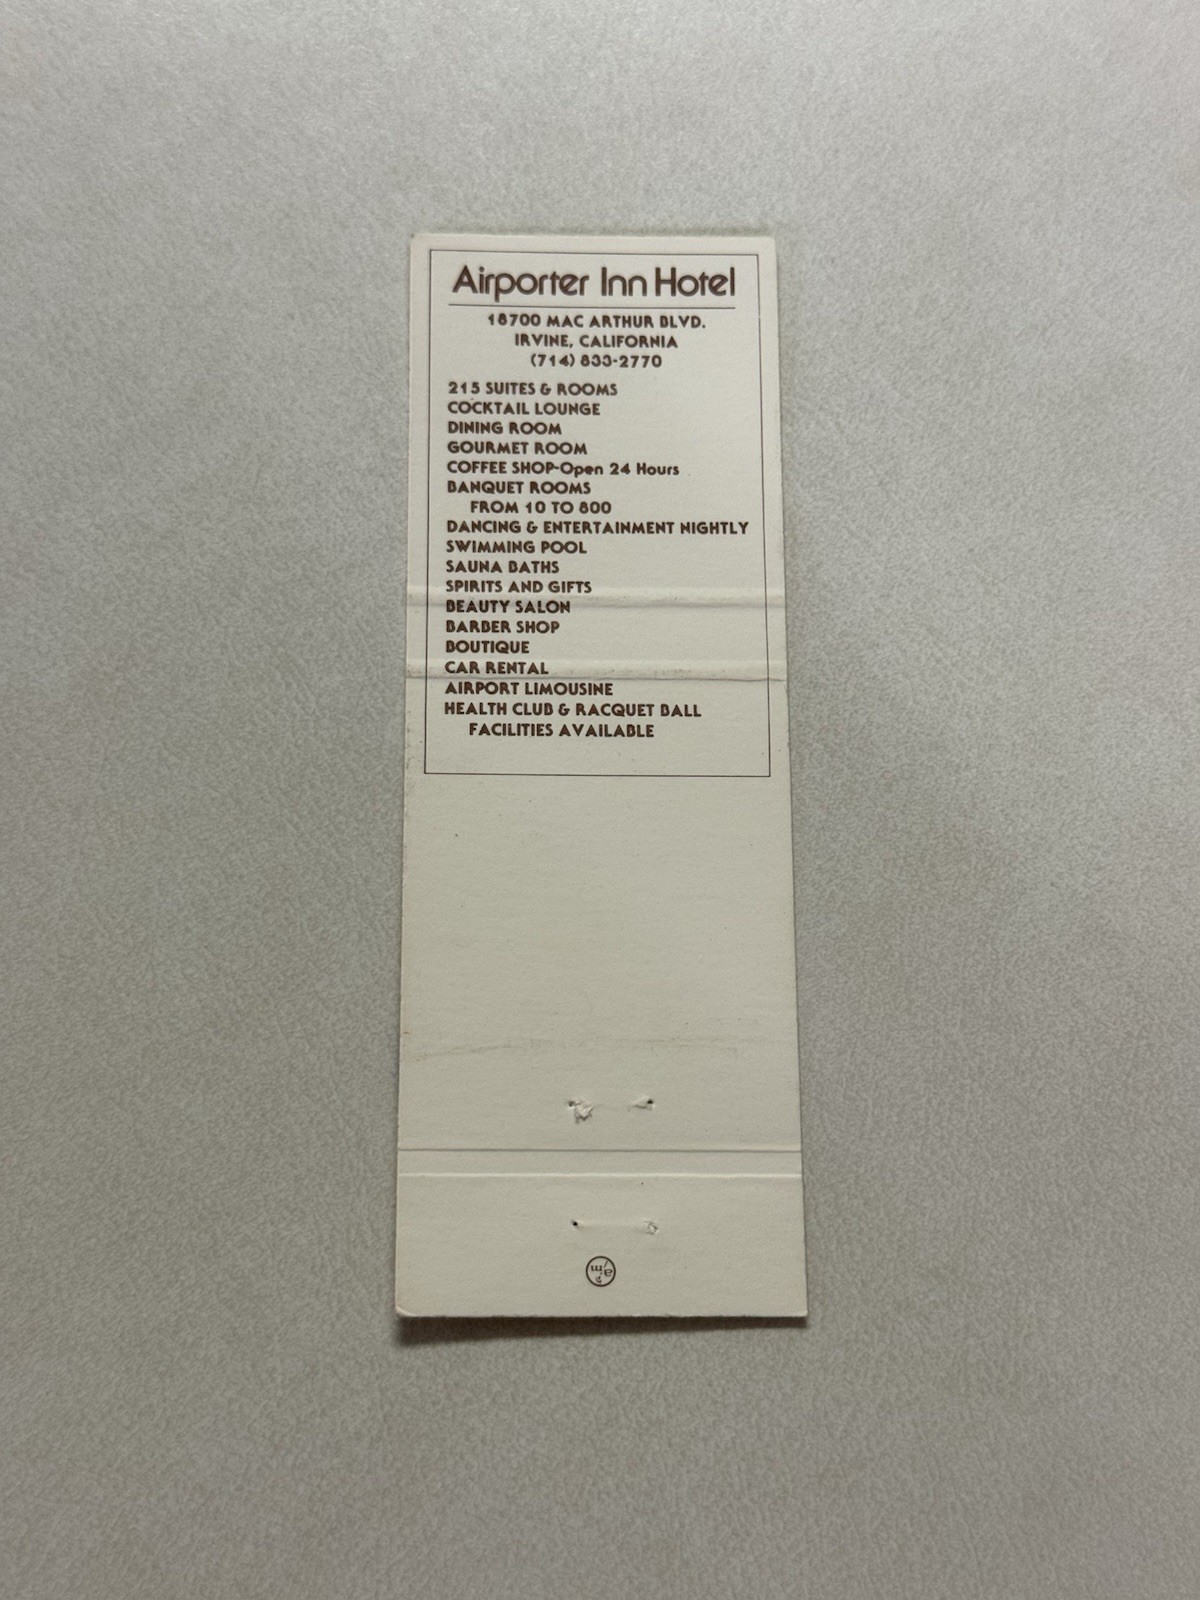 Airporter Inn Hotel
18700 MAC ARTHUR BLVD.
IRVINE, CALIFORNIA
(714) 833-2770
215 SUITES & ROOMS
COCKTAIL LOUNGE
DINING ROOM
GOURMET ROOM
COFFEE SHOP-Open 24 Hours
BANQUET ROOMS
FROM 10 TO 800
DANCING & ENTERTAINMENT NIGHTLY
SWIMMING POOL
SAUNA BATHS
SPIRITS AND GIFTS
BEAUTY SALON
BARBER SHOP
BOUTIQUE
CAR RENTAL
AIRPORT LIMOUSINE
HEALTH CLUB & RACQUET BALL
FACILITIES AVAILABLE